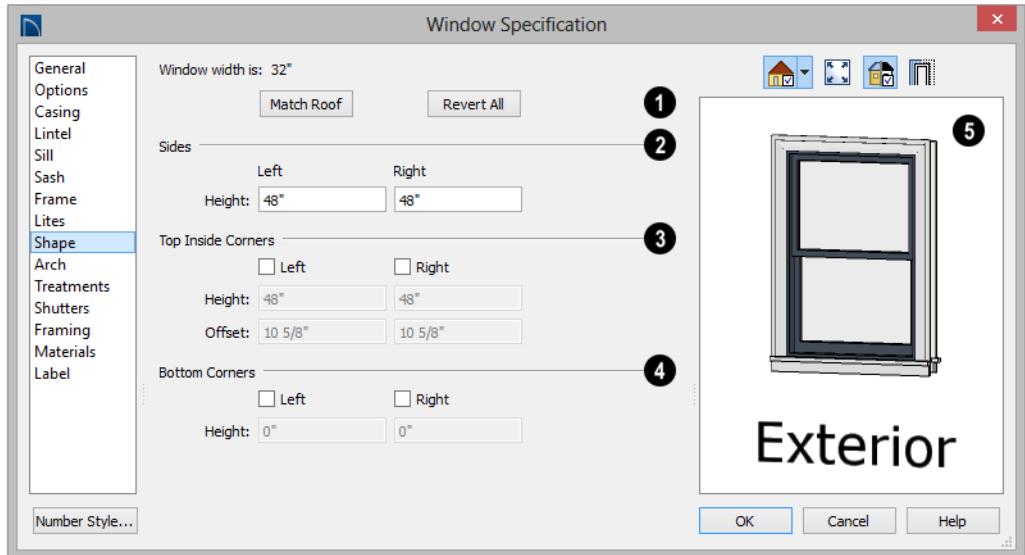 Window Specification
General
Options
Casing
Lintel
Sill
Sash
Frame
Lites
Shape
Arch
Treatments
Shutters
Framing
Materials
Label
Number Style...
Window width is: 32"
Match Roof Revert All 1
Sides 2
Left Right
Height: 48" 48"
Top Inside Corners 3
Left Right
Height: 48" 48"
Offset: 10 5/8" 10 5/8"
Bottom Corners 4
Left Right
Height: 0" 0"
5
Exterior
OK Cancel Help